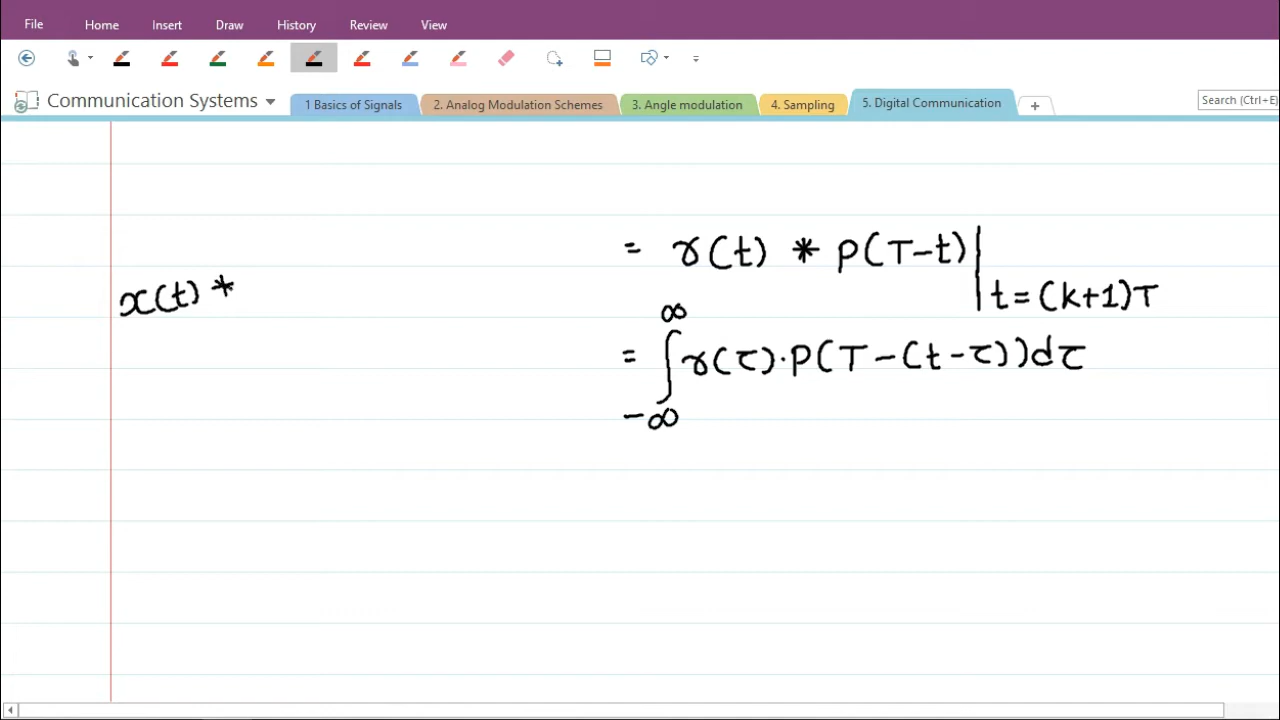 File Home Insert Draw History Review View
Communication Systems 1 Basics of Signals 2. Analog Modulation Schemes 3. Angle modulation 4. Sampling 5. Digital Communication + Search (Ctrl+E)
= r(t) * p(T-t)|
t=(k+1)T
x(t) *
∞
= ∫ r(τ)·p(T-(t-τ))dτ
-∞